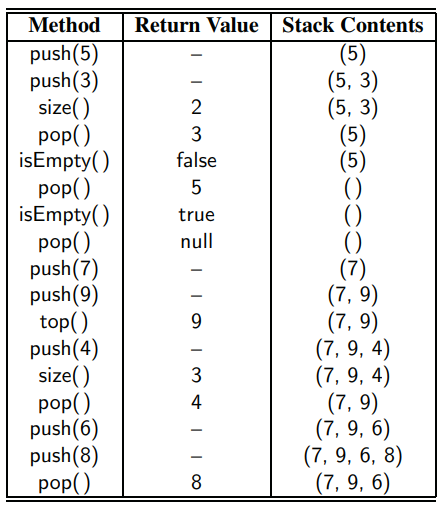 Method Return Value Stack Contents
push(5) – (5)
push(3) – (5, 3)
size() 2 (5, 3)
pop() 3 (5)
isEmpty() false (5)
pop() 5 ()
isEmpty() true ()
pop() null ()
push(7) – (7)
push(9) – (7, 9)
top() 9 (7, 9)
push(4) – (7, 9, 4)
size() 3 (7, 9, 4)
pop() 4 (7, 9)
push(6) – (7, 9, 6)
push(8) – (7, 9, 6, 8)
pop() 8 (7, 9, 6)